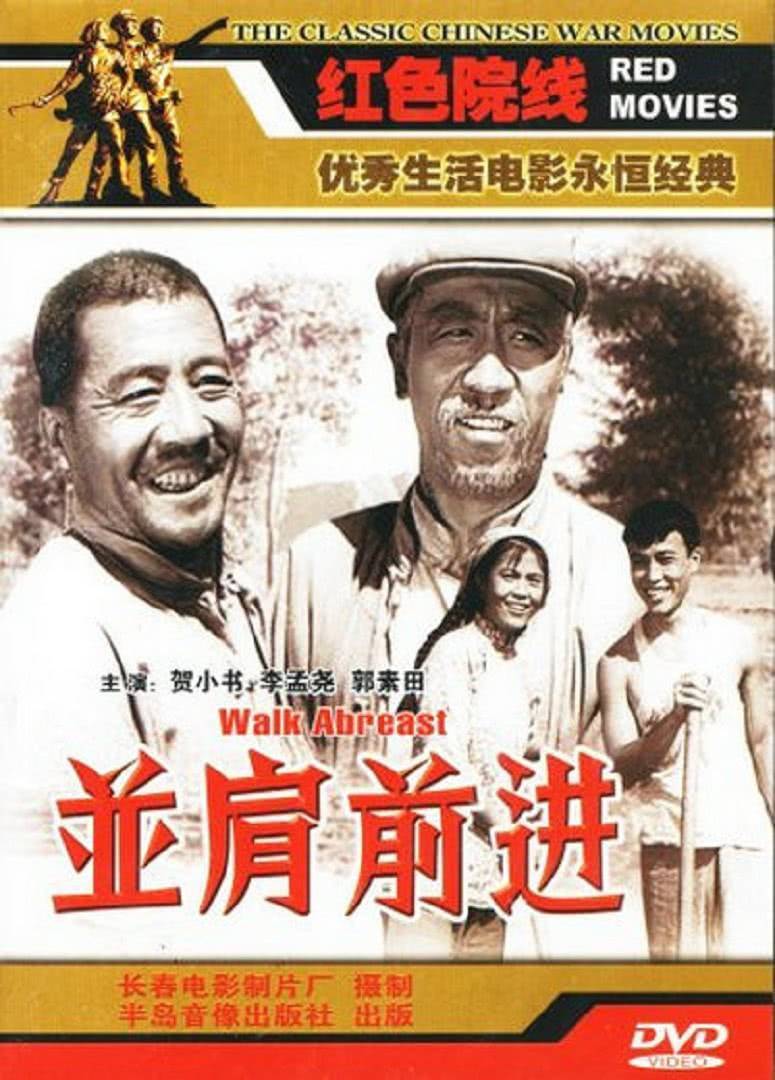 THE CLASSIC CHINESE WAR MOVIES
红色院线
RED
MOVIES
优秀生活电影永恒经典
主演: 贺小书 李孟尧 郭素田
Walk Abreast
並肩前进
长春电影制片厂 摄制
半岛音像出版社 出版
DVD
VIDEO